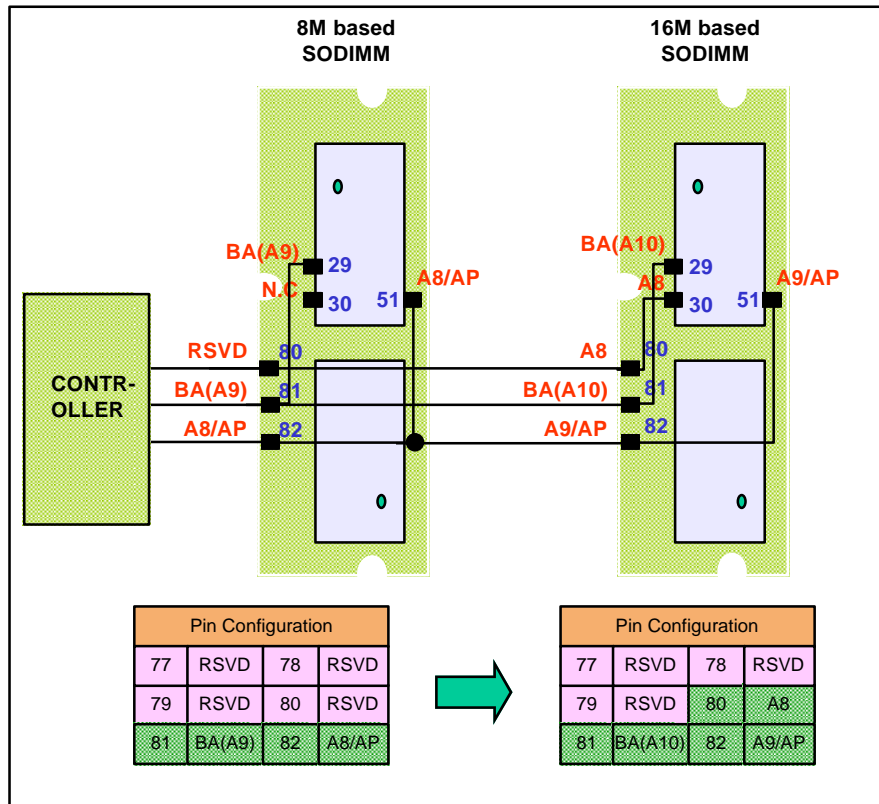 8M based
SODIMM
16M based
SODIMM
BA(A9)
29
N.C
30
51
A8/AP
BA(A10)
29
A8
30
51
A9/AP
CONTR-
OLLER
RSVD
80
A8
80
BA(A9)
81
BA(A10)
81
A8/AP
82
A9/AP
82
Pin Configuration
77 RSVD 78 RSVD
79 RSVD 80 RSVD
81 BA(A9) 82 A8/AP
Pin Configuration
77 RSVD 78 RSVD
79 RSVD 80 A8
81 BA(A10) 82 A9/AP